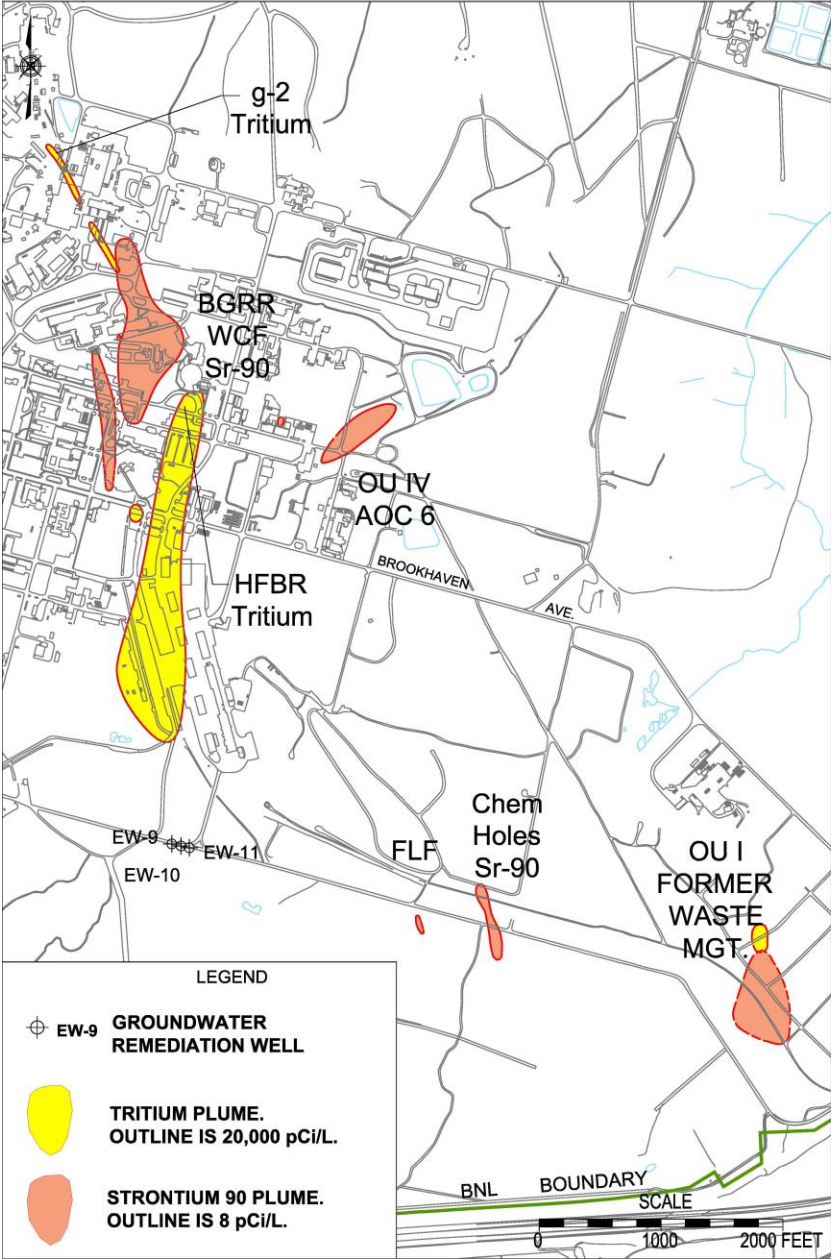 g-2
Tritium
BGRR
WCF
Sr-90
OU IV
AOC 6
HFBR
Tritium
BROOKHAVEN
AVE.
Chem
Holes
Sr-90
FLF
EW-9
EW-11
EW-10
OU I
FORMER
WASTE
MGT.
LEGEND
EW-9 GROUNDWATER
REMEDIATION WELL
TRITIUM PLUME.
OUTLINE IS 20,000 pCi/L.
STRONTIUM 90 PLUME.
OUTLINE IS 8 pCi/L.
BNL BOUNDARY
SCALE
0 1000 2000 FEET